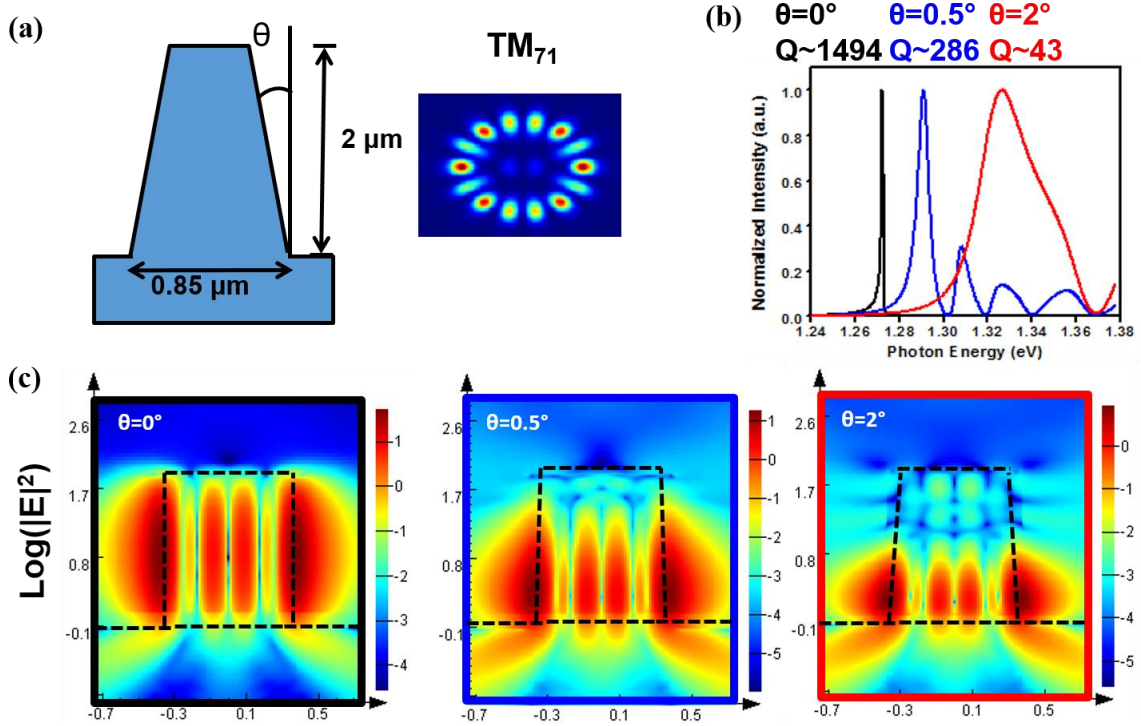 (a)
θ
2 µm
0.85 µm
TM71
(b)
θ=0° θ=0.5° θ=2°
Q~1494 Q~286 Q~43
Normalized Intensity (a.u.)
1.0
0.8
0.6
0.4
0.2
0.0
1.24 1.26 1.28 1.30 1.32 1.34 1.36 1.38
Photon Energy (eV)
(c)
Log(|E|²)
θ=0°
2.6
1.7
0.8
-0.1
-0.7 -0.3 0.1 0.5
1
0
-1
-2
-3
-4
θ=0.5°
2.6
1.7
0.8
-0.1
-0.7 -0.3 0.1 0.5
1
0
-1
-2
-3
-4
-5
θ=2°
2.6
1.7
0.8
-0.1
-0.7 -0.3 0.1 0.5
0
-1
-2
-3
-4
-5